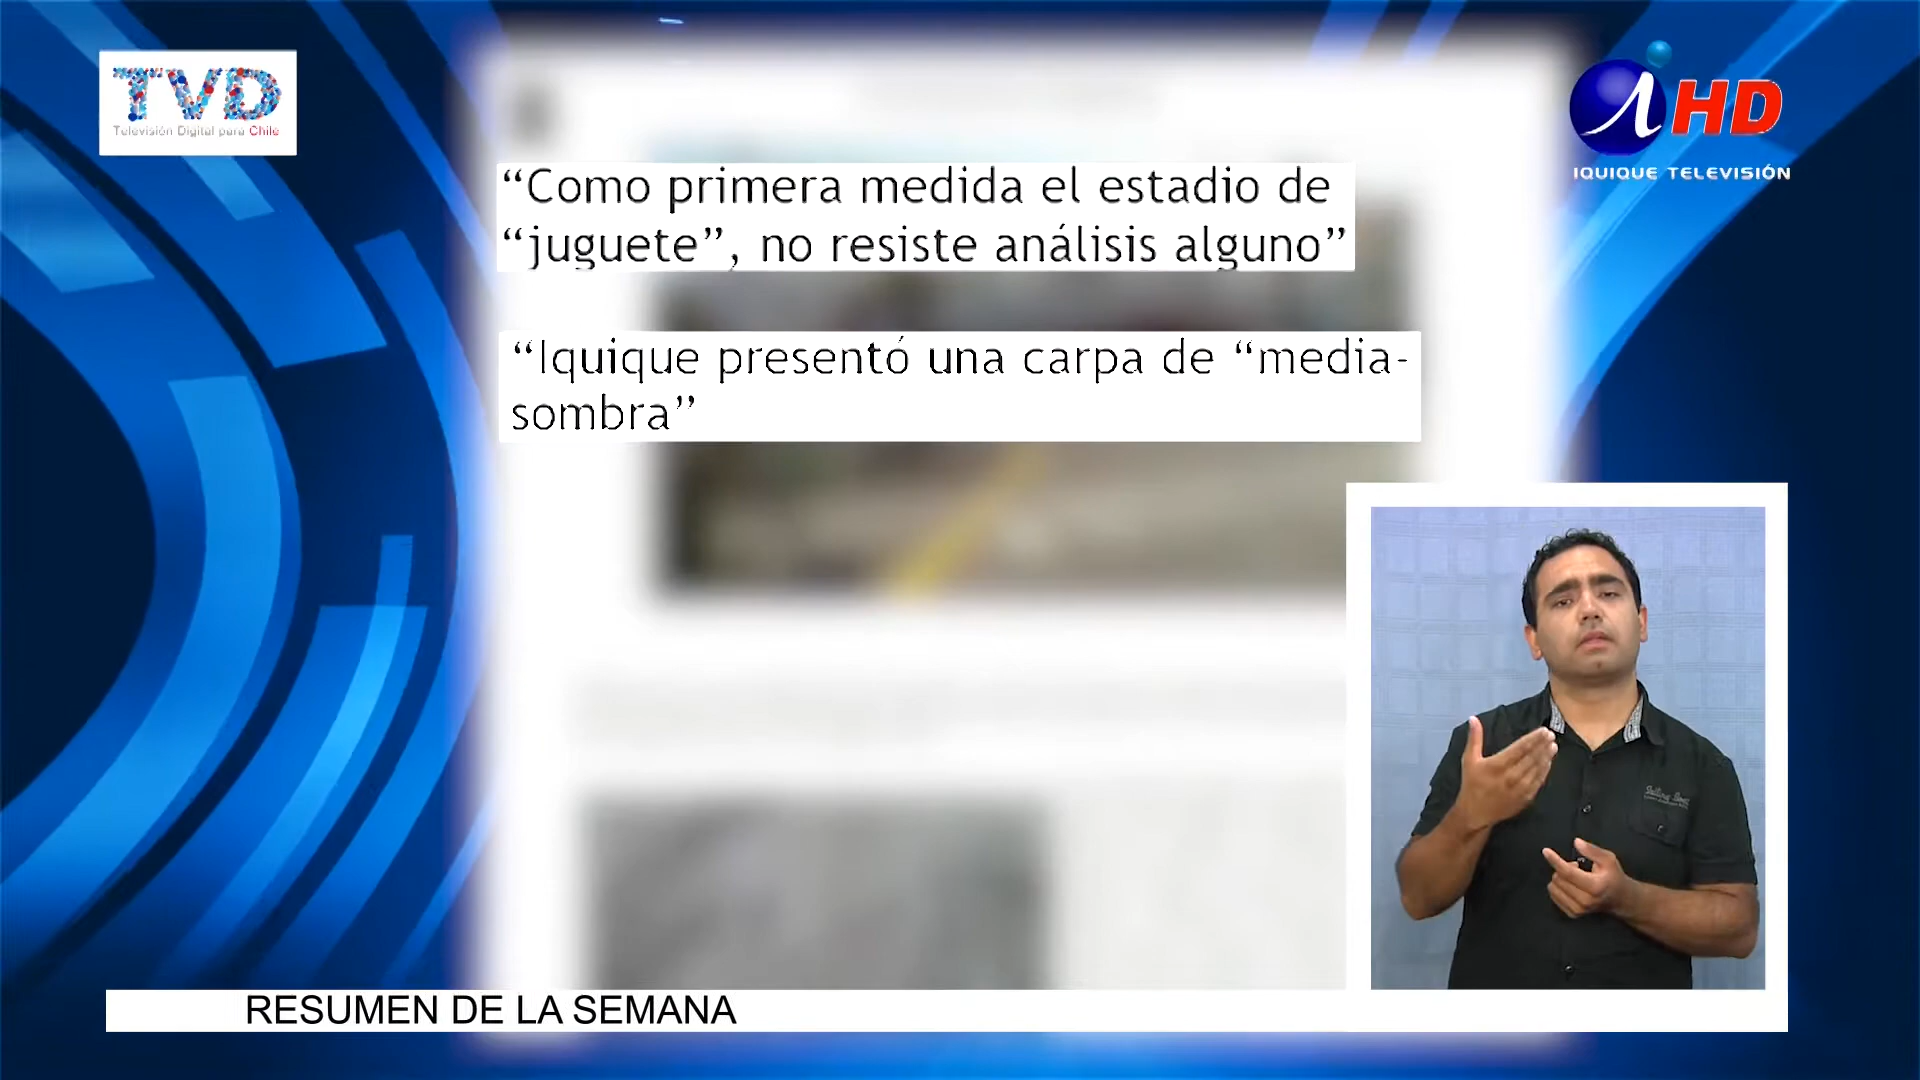 TVD
Televisión Digital para Chile
HD
IQUIQUE TELEVISIÓN
“Como primera medida el estadio de
“juguete”, no resiste análisis alguno”
“Iquique presentó una carpa de “media-
sombra”
RESUMEN DE LA SEMANA